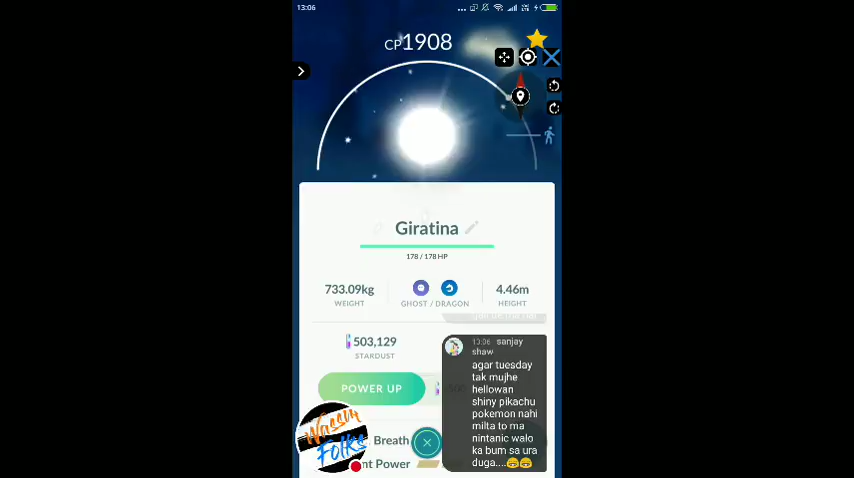 13:06
CP1908
Giratina
178 / 178 HP
733.09kg
WEIGHT
GHOST / DRAGON
4.46m
HEIGHT
503,129
STARDUST
POWER UP
13:06 sanjay
shaw
agar tuesday
tak mujhe
hellowan
shiny pikachu
pokemon nahi
milta to ma
nintanic walo
ka bum sa ura
duga....
Wassup
Folks
Breath
nt Power